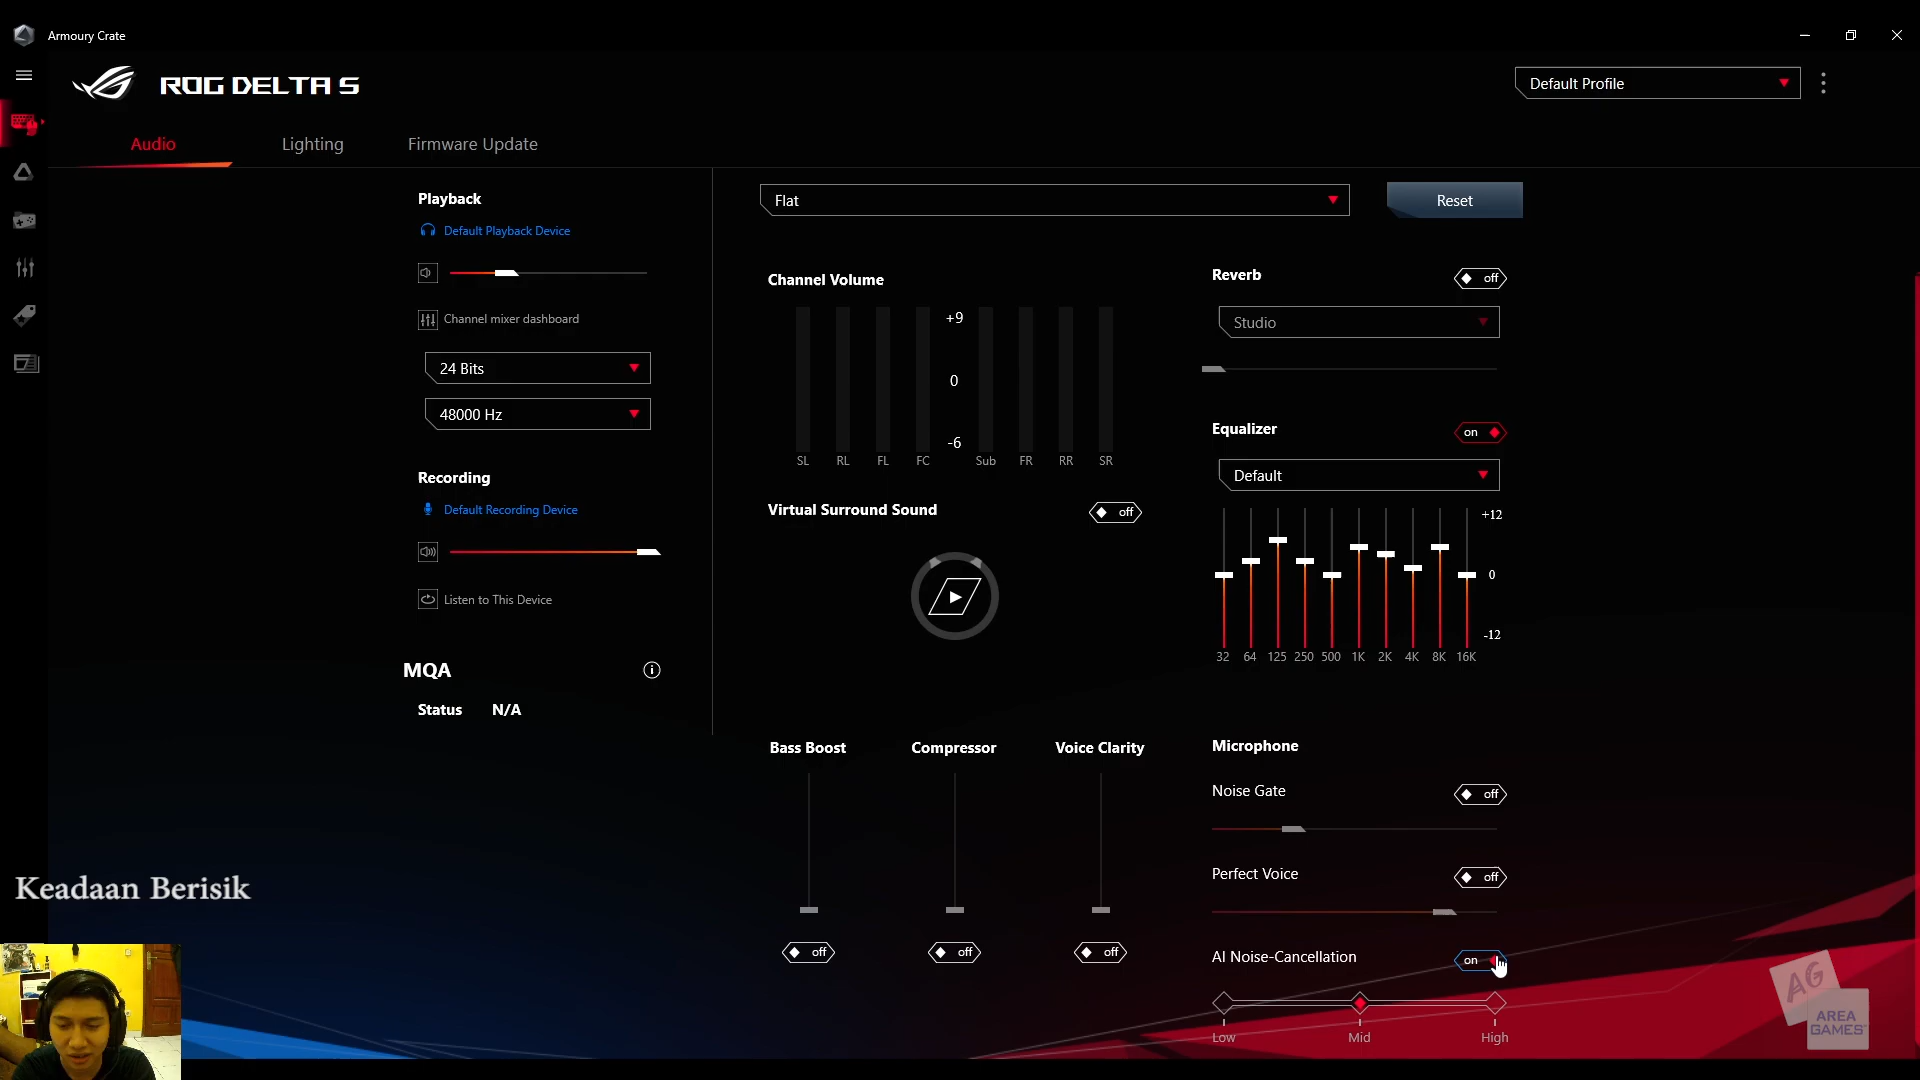 Armoury Crate
ROG DELTA S
Default Profile
Audio
Lighting
Firmware Update
Playback
Default Playback Device
Channel mixer dashboard
24 Bits
48000 Hz
Recording
Default Recording Device
Listen to This Device
MQA
Status N/A
Flat
Reset
Channel Volume
+9
0
-6
SL RL FL FC Sub FR RR SR
Virtual Surround Sound
off
Reverb
off
Studio
Equalizer
on
Default
+12
0
-12
32 64 125 250 500 1K 2K 4K 8K 16K
Bass Boost
off
Compressor
off
Voice Clarity
off
Microphone
Noise Gate
off
Perfect Voice
off
AI Noise-Cancellation
on
Low Mid High
Keadaan Berisik
AG
AREA
GAMES